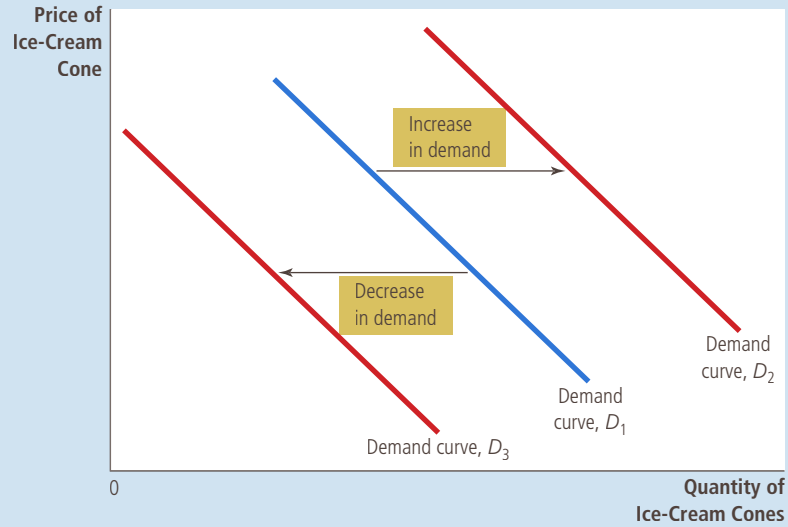 Price of
Ice-Cream
Cone
Increase
in demand
Decrease
in demand
Demand
curve, D₂
Demand
curve, D₁
Demand curve, D₃
0
Quantity of
Ice-Cream Cones